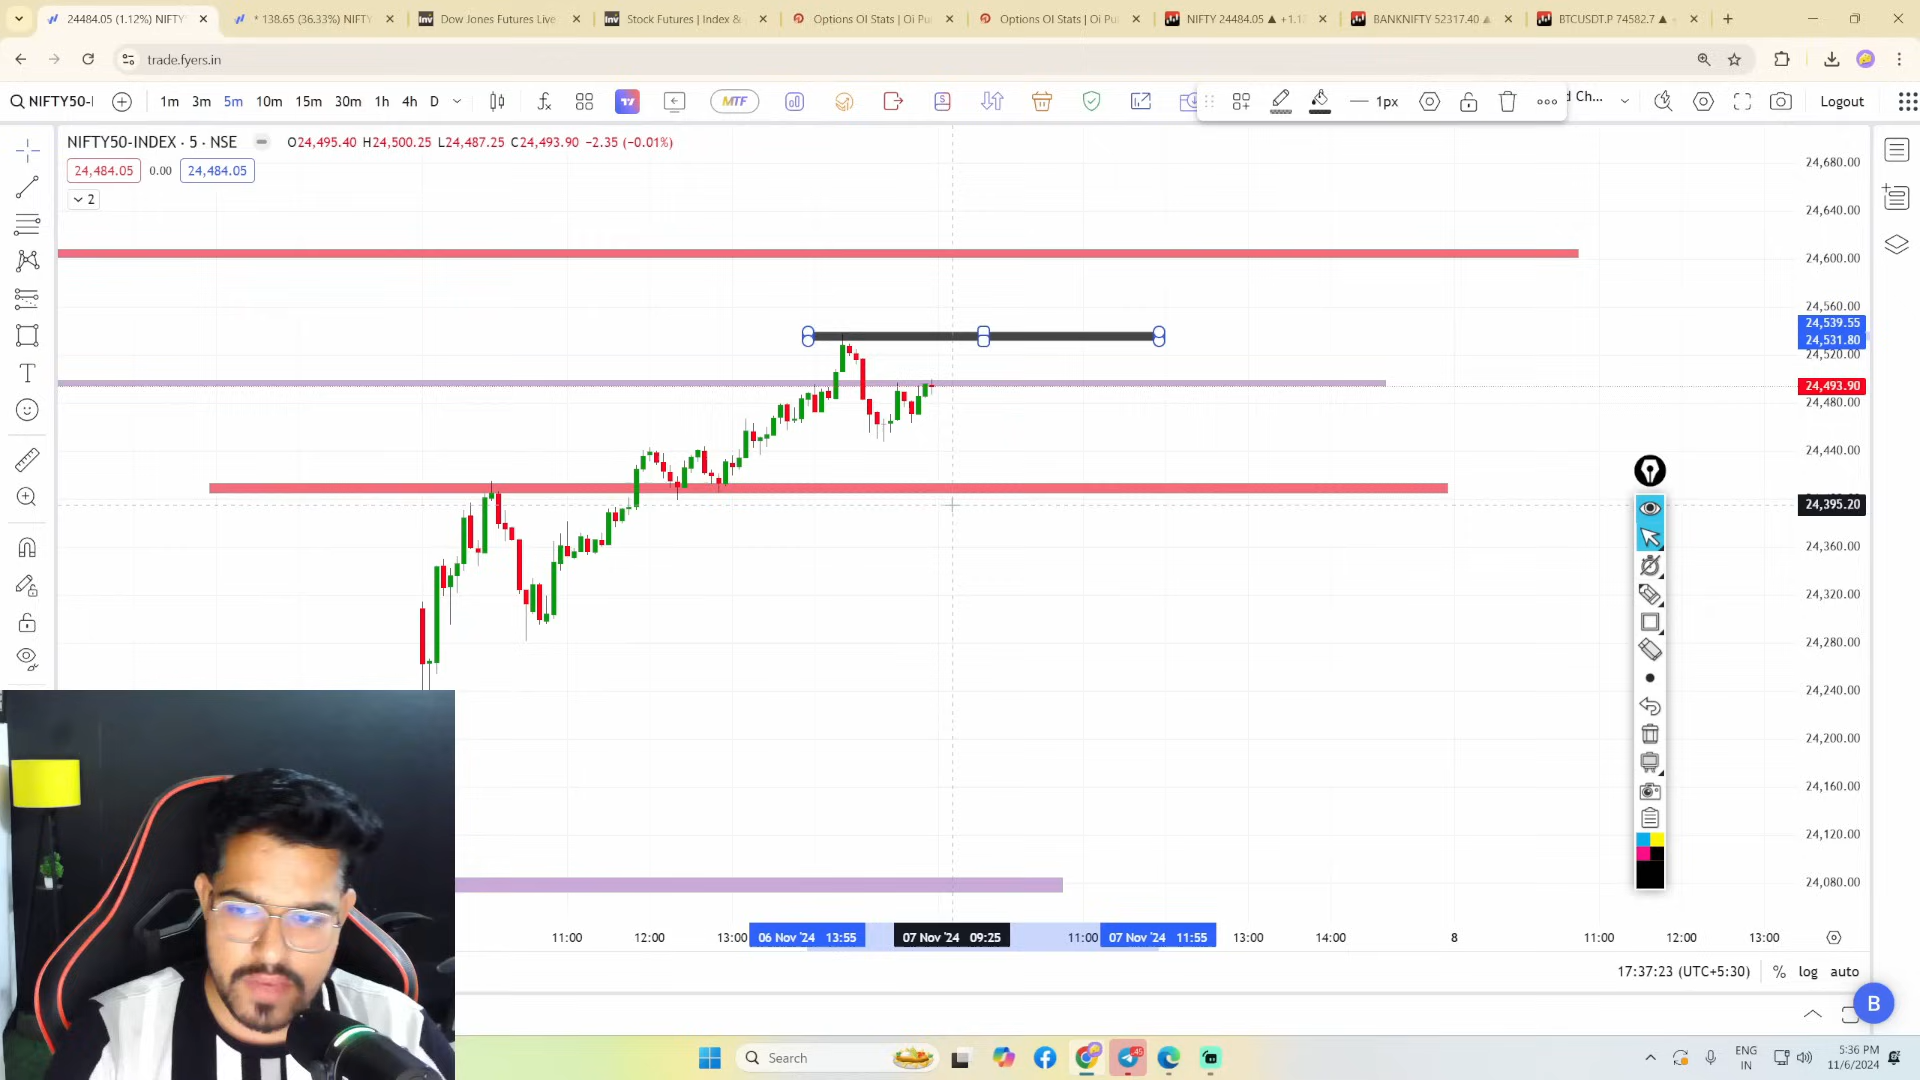 24484.05 (1.12%) NIFTY
* 138.65 (36.33%) NIFTY
Dow Jones Futures Live
Stock Futures | Index &
Options OI Stats | Oi Pu
Options OI Stats | Oi Pu
NIFTY 24484.05 ▲ +1.1
BANKNIFTY 52317.40 ▲
BTCUSDT.P 74582.7 ▲
trade.fyers.in
NIFTY50-I
1m 3m 5m 10m 15m 30m 1h 4h D
MTF
1px
d Ch...
Logout
NIFTY50-INDEX · 5 · NSE
O24,495.40 H24,500.25 L24,487.25 C24,493.90 −2.35 (−0.01%)
24,484.05 0.00 24,484.05
2
24,680.00
24,640.00
24,600.00
24,560.00
24,539.55
24,531.80
24,520.00
24,493.90
24,480.00
24,440.00
24,395.20
24,360.00
24,320.00
24,280.00
24,240.00
24,200.00
24,160.00
24,120.00
24,080.00
11:00 12:00 13:00 06 Nov '24 13:55 07 Nov '24 09:25 11:00 07 Nov '24 11:55 13:00 14:00 8 11:00 12:00 13:00
17:37:23 (UTC+5:30) % log auto
B
Search
45
ENG
IN
5:36 PM
11/6/2024